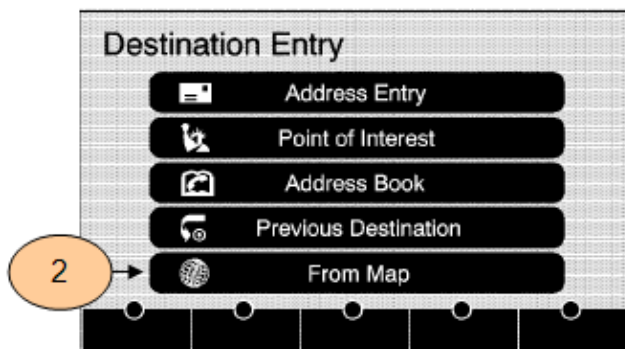 Destination Entry
Address Entry
Point of Interest
Address Book
Previous Destination
2
From Map